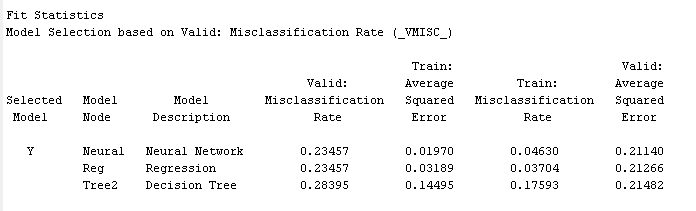 Fit Statistics
Model Selection based on Valid: Misclassification Rate (_VMISC_)
Train: Valid:
Valid: Average Train: Average
Selected Model Model Misclassification Squared Misclassification Squared
Model Node Description Rate Error Rate Error
Y Neural Neural Network 0.23457 0.01970 0.04630 0.21140
Reg Regression 0.23457 0.03189 0.03704 0.21266
Tree2 Decision Tree 0.28395 0.14495 0.17593 0.21482